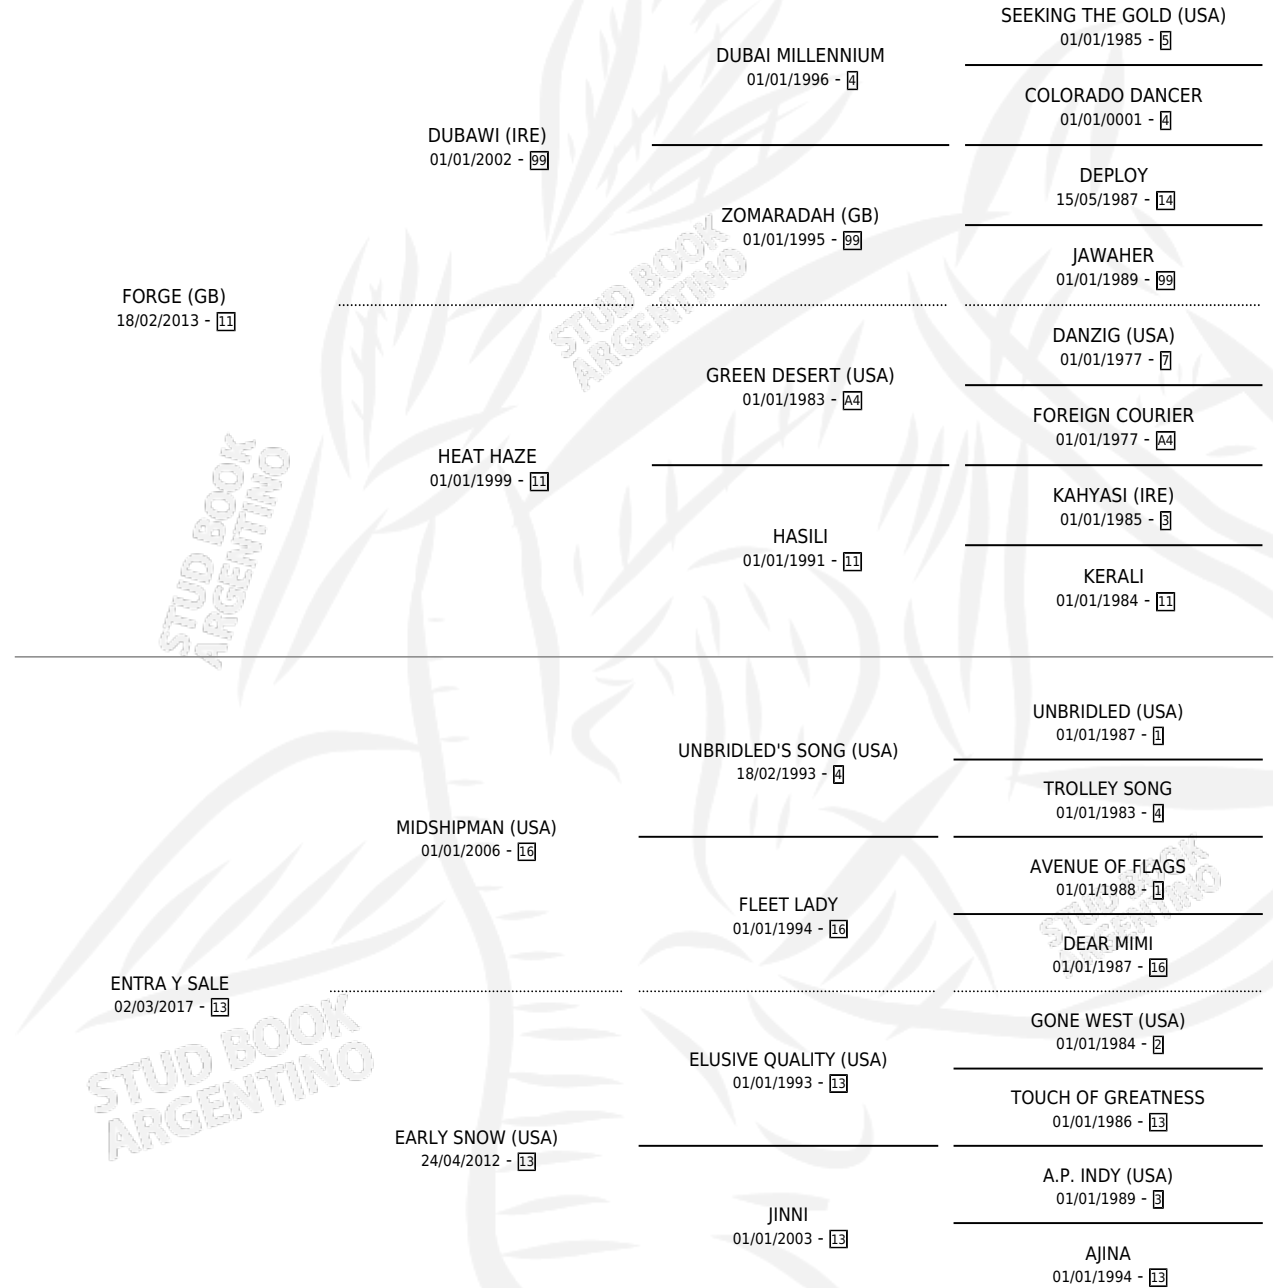 SEEKING THE GOLD (USA)
01/01/1985 - 5
DUBAI MILLENNIUM
01/01/1996 - 4
COLORADO DANCER
01/01/0001 - 4
DUBAWI (IRE)
01/01/2002 - 99
DEPLOY
15/05/1987 - 14
ZOMARADAH (GB)
01/01/1995 - 99
JAWAHER
01/01/1989 - 99
FORGE (GB)
18/02/2013 - 11
STUD BOOK
ARGENTINO
DANZIG (USA)
01/01/1977 - 7
GREEN DESERT (USA)
01/01/1983 - A4
FOREIGN COURIER
01/01/1977 - A4
HEAT HAZE
01/01/1999 - 11
KAHYASI (IRE)
01/01/1985 - 3
HASILI
01/01/1991 - 11
KERALI
01/01/1984 - 11
STUD BOOK
ARGENTINO
UNBRIDLED (USA)
01/01/1987 - 1
UNBRIDLED'S SONG (USA)
18/02/1993 - 4
TROLLEY SONG
01/01/1983 - 4
MIDSHIPMAN (USA)
01/01/2006 - 16
AVENUE OF FLAGS
01/01/1988 - 1
FLEET LADY
01/01/1994 - 16
DEAR MIMI
01/01/1987 - 16
STUD BOOK
ARGENTINO
ENTRA Y SALE
02/03/2017 - 13
GONE WEST (USA)
01/01/1984 - 2
ELUSIVE QUALITY (USA)
01/01/1993 - 13
TOUCH OF GREATNESS
01/01/1986 - 13
STUD BOOK
ARGENTINO
EARLY SNOW (USA)
24/04/2012 - 13
A.P. INDY (USA)
01/01/1989 - 3
JINNI
01/01/2003 - 13
AJINA
01/01/1994 - 13